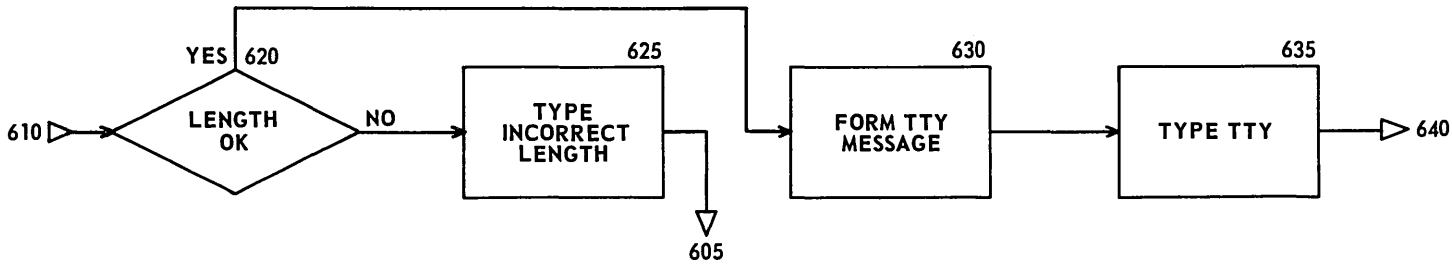 610
YES 620
LENGTH
OK
NO
625
TYPE
INCORRECT
LENGTH
605
630
FORM TTY
MESSAGE
635
TYPE TTY
640